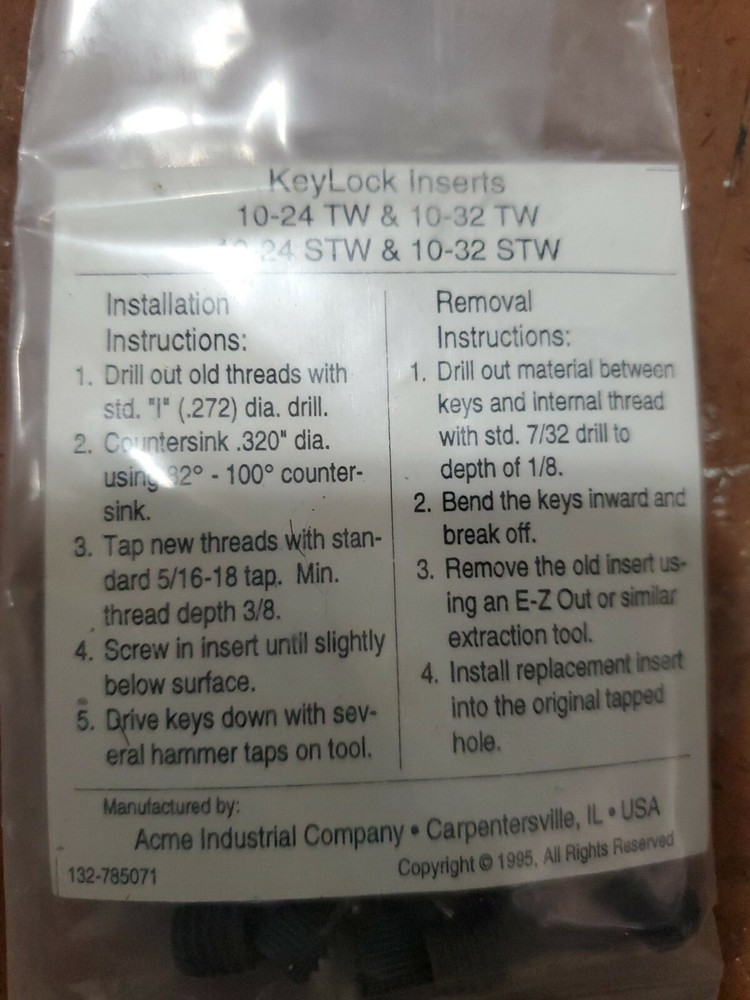 KeyLock Inserts
10-24 TW & 10-32 TW
10-24 STW & 10-32 STW
Installation
Instructions:
1. Drill out old threads with
std. "I" (.272) dia. drill.
2. Countersink .320" dia.
using 82° - 100° counter-
sink.
3. Tap new threads with stan-
dard 5/16-18 tap. Min.
thread depth 3/8.
4. Screw in insert until slightly
below surface.
5. Drive keys down with sev-
eral hammer taps on tool.
Removal
Instructions:
1. Drill out material between
keys and internal thread
with std. 7/32 drill to
depth of 1/8.
2. Bend the keys inward and
break off.
3. Remove the old insert us-
ing an E-Z Out or similar
extraction tool.
4. Install replacement insert
into the original tapped
hole.
Manufactured by:
Acme Industrial Company • Carpentersville, IL • USA
132-785071
Copyright © 1995, All Rights Reserved